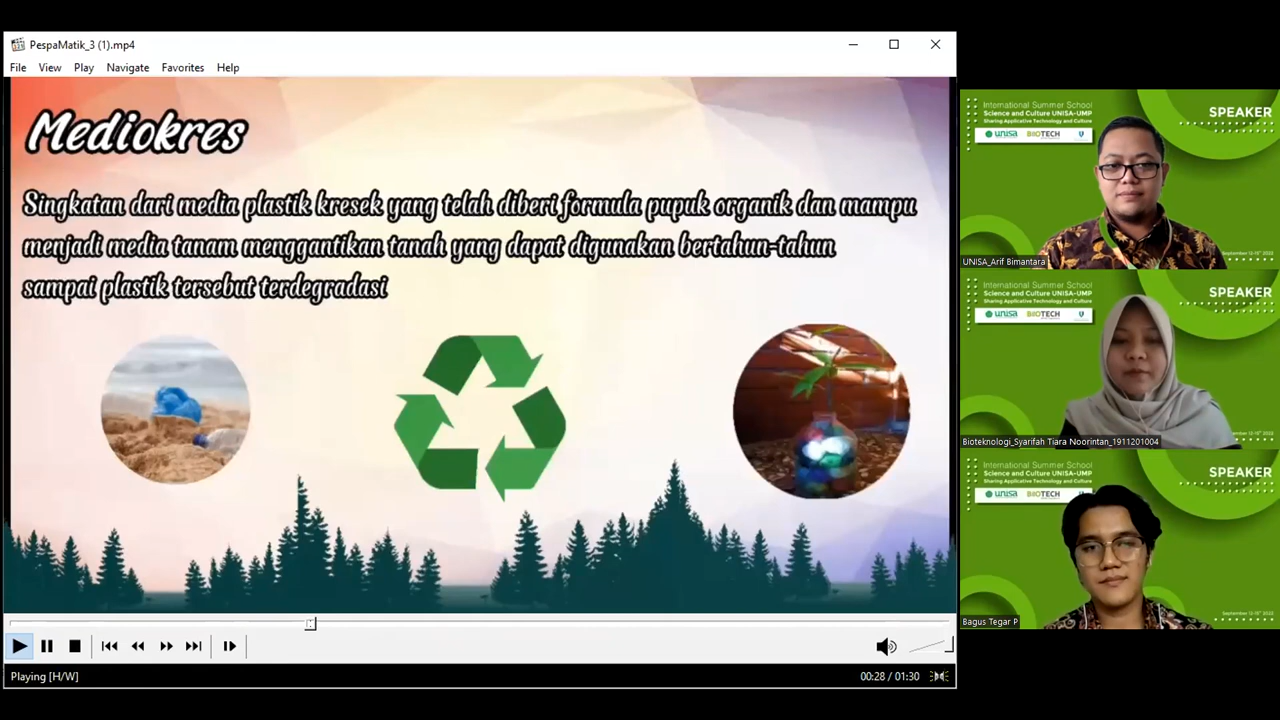 PespaMatik_3 (1).mp4
File View Play Navigate Favorites Help
Mediokres
Singkatan dari media plastik kresek yang telah diberi formula pupuk organik dan mampu
menjadi media tanam menggantikan tanah yang dapat digunakan bertahun-tahun
sampai plastik tersebut terdegradasi
Playing [H/W]
00:28 / 01:30
International Summer School
Science and Culture UNISA-UMP
Sharing Applicative Technology and Culture
unisa BIOTECH
SPEAKER
UNISA_Arif Bimantara
International Summer School
Science and Culture UNISA-UMP
Sharing Applicative Technology and Culture
unisa BIOTECH
SPEAKER
Bioteknologi_Syarifah Tiara Noorintan_1911201004
International Summer School
Science and Culture UNISA-UMP
Sharing Applicative Technology and Culture
unisa BIOTECH
SPEAKER
Bagus Tegar P